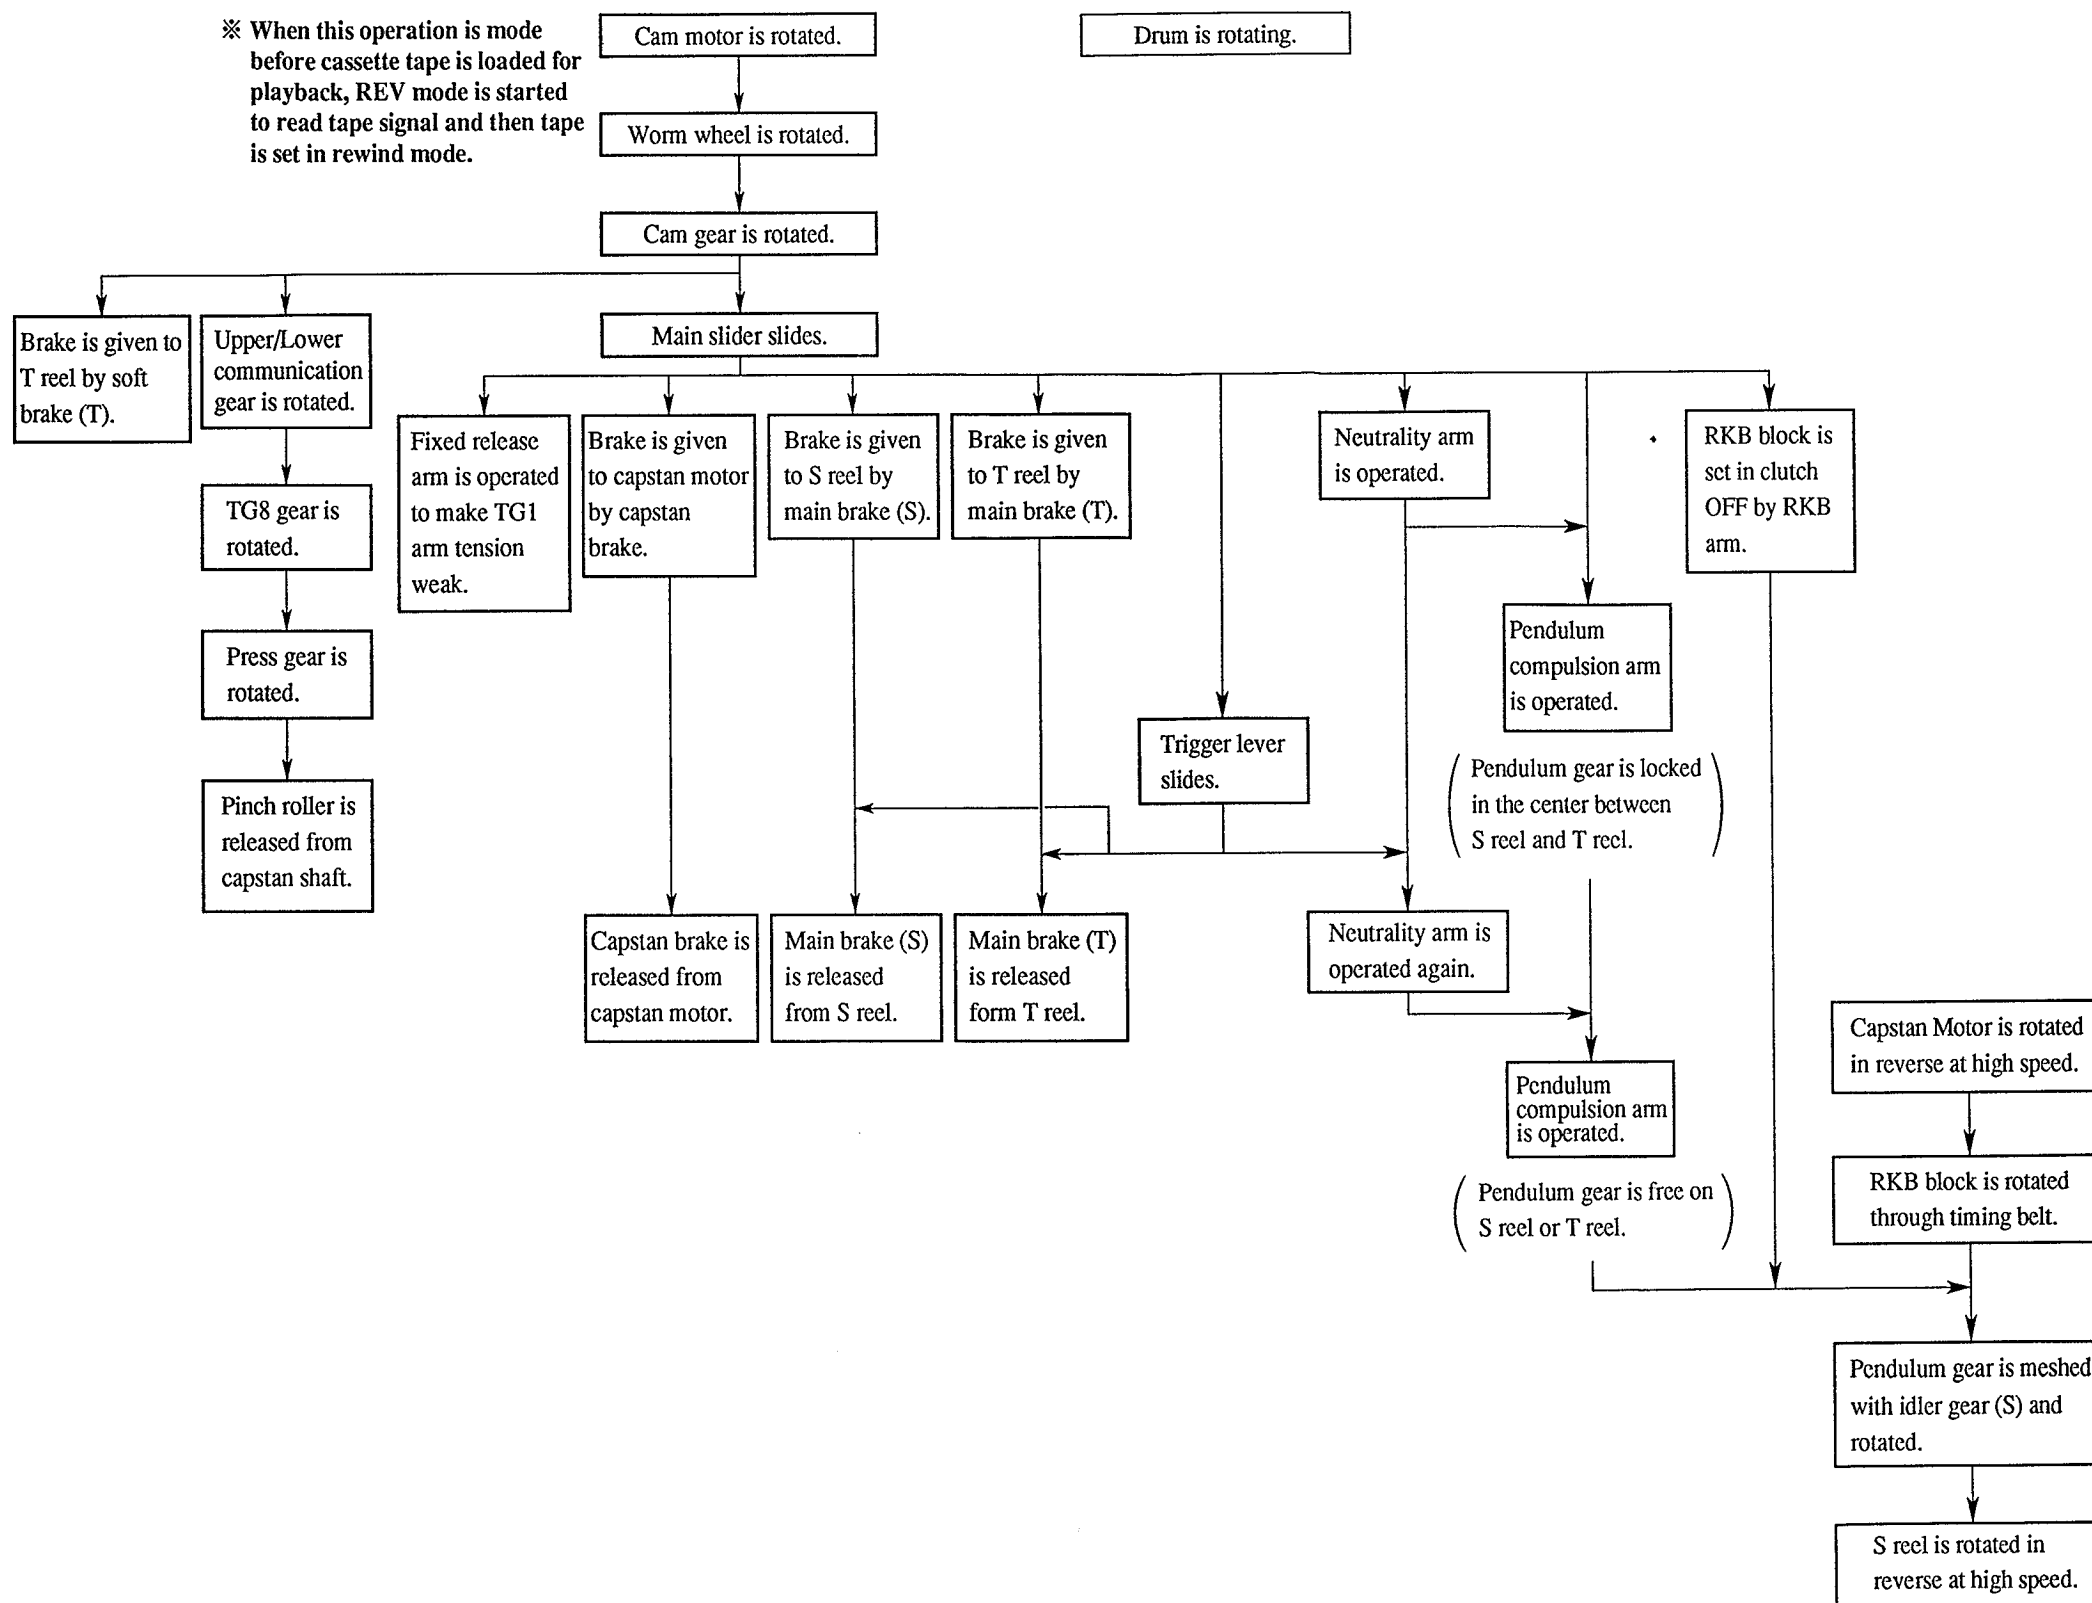 ※ When this operation is mode
before cassette tape is loaded for
playback, REV mode is started
to read tape signal and then tape
is set in rewind mode.
Cam motor is rotated.
Drum is rotating.
Worm wheel is rotated.
Cam gear is rotated.
Main slider slides.
Brake is given to
T reel by soft
brake (T).
Upper/Lower
communication
gear is rotated.
TG8 gear is
rotated.
Press gear is
rotated.
Pinch roller is
released from
capstan shaft.
Fixed release
arm is operated
to make TG1
arm tension
weak.
Brake is given
to capstan motor
by capstan
brake.
Brake is given
to S reel by
main brake (S).
Brake is given
to T reel by
main brake (T).
Neutrality arm
is operated.
RKB block is
set in clutch
OFF by RKB
arm.
Pendulum
compulsion arm
is operated.
Trigger lever
slides.
( Pendulum gear is locked
in the center between
S reel and T reel. )
Capstan brake is
released from
capstan motor.
Main brake (S)
is released
from S reel.
Main brake (T)
is released
form T reel.
Neutrality arm is
operated again.
Pendulum
compulsion arm
is operated.
( Pendulum gear is free on
S reel or T reel. )
Capstan Motor is rotated
in reverse at high speed.
RKB block is rotated
through timing belt.
Pendulum gear is meshed
with idler gear (S) and
rotated.
S reel is rotated in
reverse at high speed.